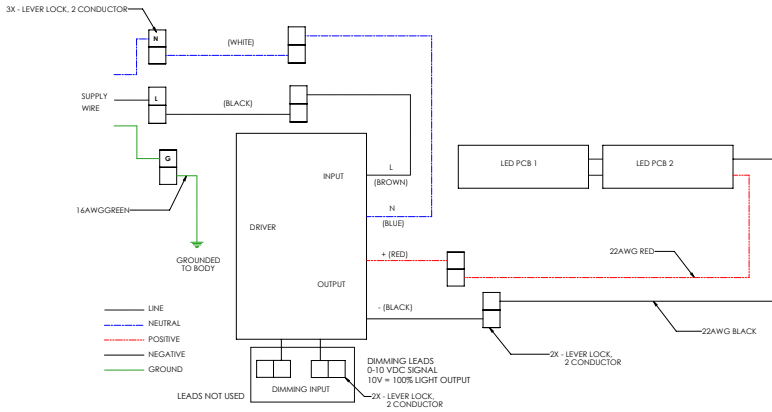 3X - LEVER LOCK, 2 CONDUCTOR
N
(WHITE)
SUPPLY
WIRE
L
(BLACK)
G
16AWGGREEN
GROUNDED
TO BODY
INPUT
L
(BROWN)
N
(BLUE)
DRIVER
+ (RED)
OUTPUT
- (BLACK)
LED PCB 1
LED PCB 2
22AWG RED
22AWG BLACK
2X - LEVER LOCK,
2 CONDUCTOR
LINE
NEUTRAL
POSITIVE
NEGATIVE
GROUND
DIMMING LEADS
0-10 VDC SIGNAL
10V = 100% LIGHT OUTPUT
LEADS NOT USED
DIMMING INPUT
2X - LEVER LOCK,
2 CONDUCTOR